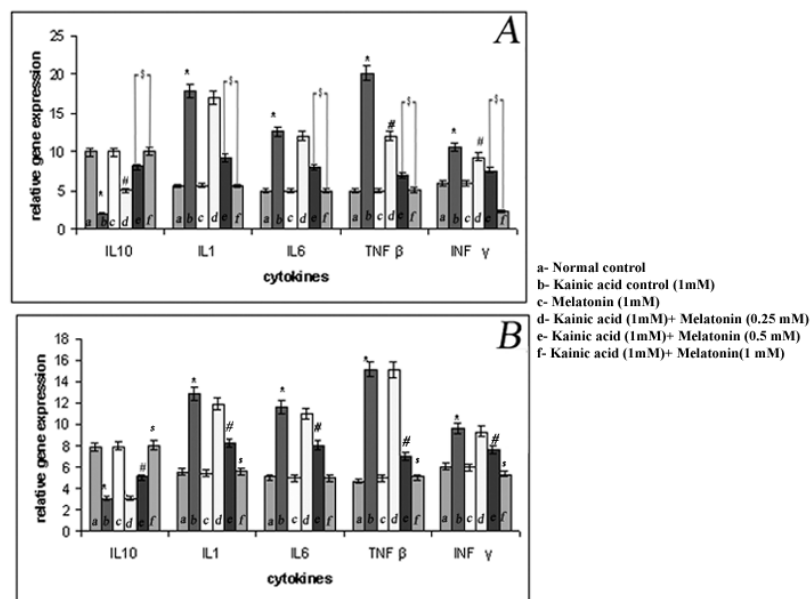 A
relative gene expression
25
20
15
10
5
0
* * * * *
# # #
$ $ $ $ $
a b c d e f a b c d e f a b c d e f a b c d e f a b c d e f
IL10 IL1 IL6 TNF β INF γ
cytokines
B
relative gene expression
18
16
14
12
10
8
6
4
2
0
* * * * *
# # # # #
s s s s
a b c d e f a b c d e f a b c d e f a b c d e f a b c d e f
IL10 IL1 IL6 TNF β INF γ
cytokines
a- Normal control
b- Kainic acid control (1mM)
c- Melatonin (1mM)
d- Kainic acid (1mM)+ Melatonin (0.25 mM)
e- Kainic acid (1mM)+ Melatonin (0.5 mM)
f- Kainic acid (1mM)+ Melatonin(1 mM)